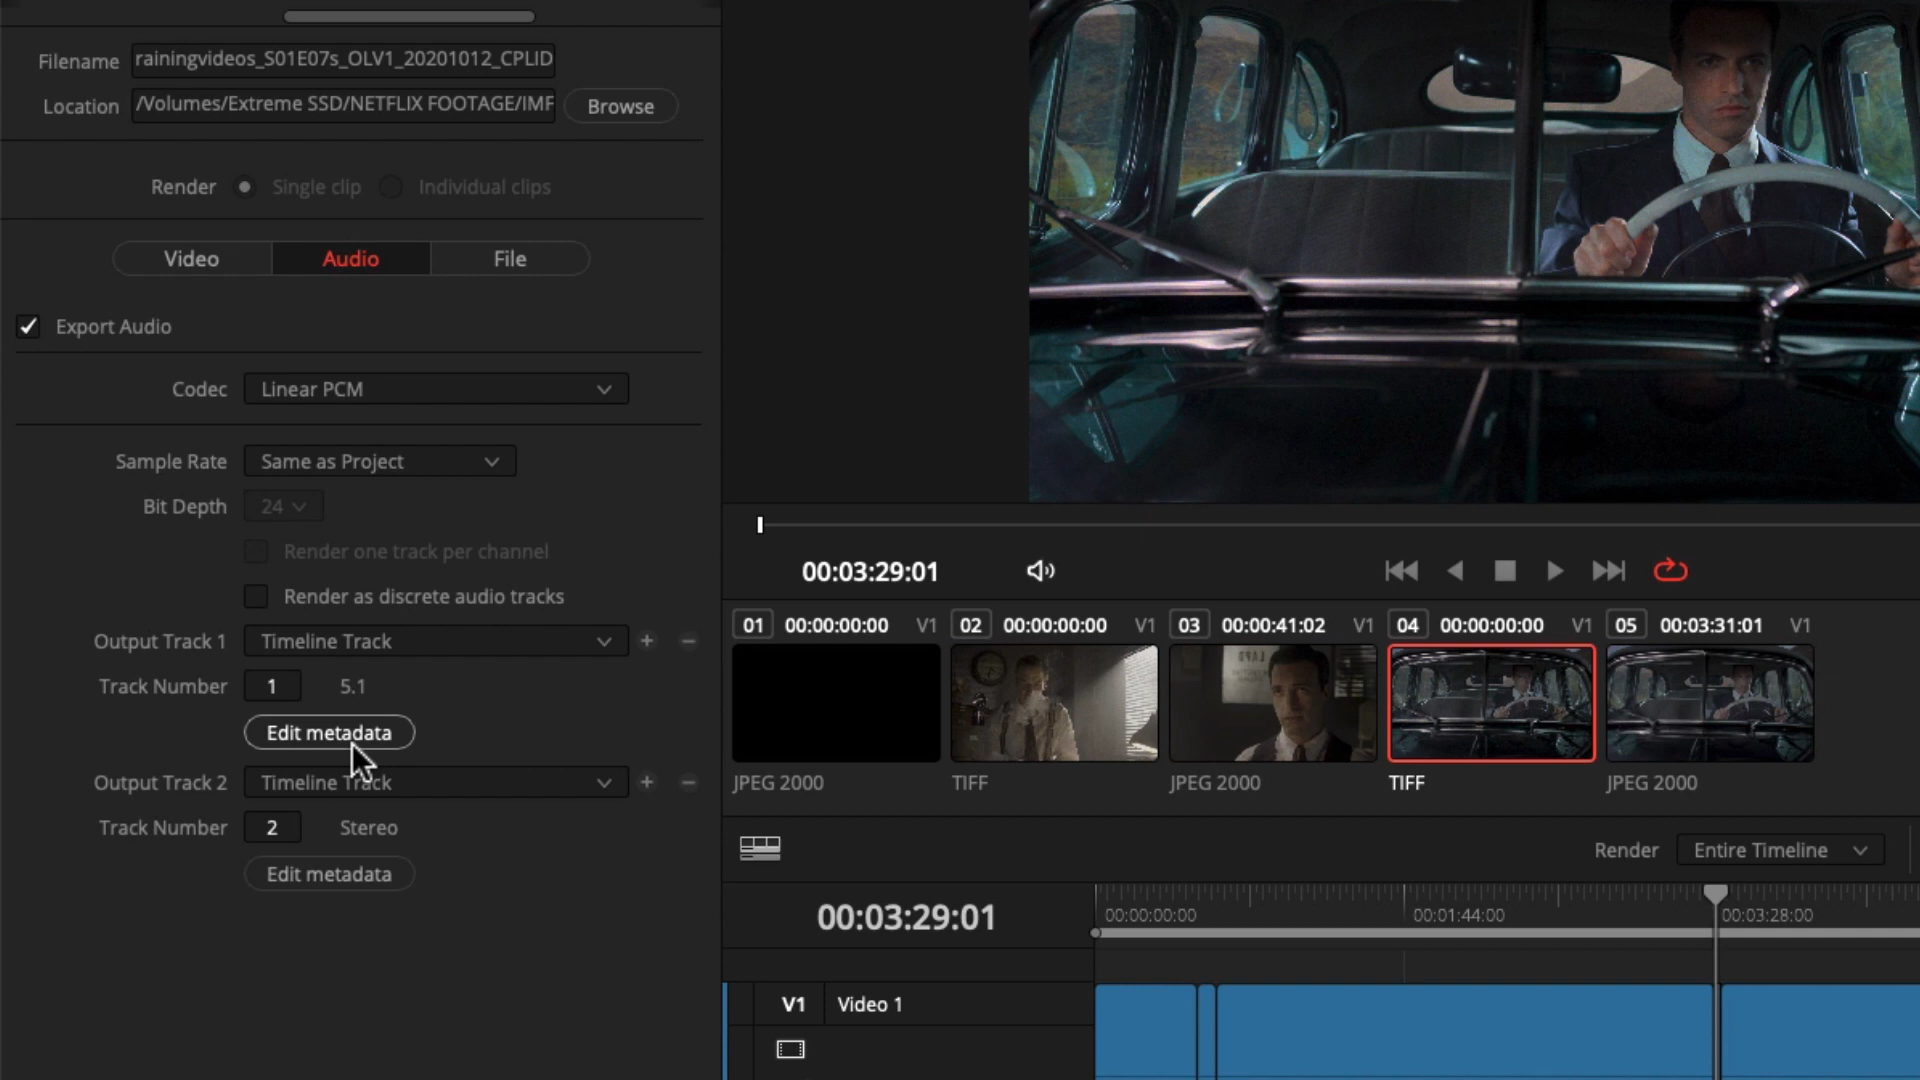 Filename rainingvideos_S01E07s_OLV1_20201012_CPLID
Location /Volumes/Extreme SSD/NETFLIX FOOTAGE/IMF Browse
Render Single clip Individual clips
Video Audio File
Export Audio
Codec Linear PCM
Sample Rate Same as Project
Bit Depth 24
Render one track per channel
Render as discrete audio tracks
Output Track 1 Timeline Track + −
Track Number 1 5.1
Edit metadata
Output Track 2 Timeline Track + −
Track Number 2 Stereo
Edit metadata
00:03:29:01
01 00:00:00:00 V1 02 00:00:00:00 V1 03 00:00:41:02 V1 04 00:00:00:00 V1 05 00:03:31:01 V1
JPEG 2000 TIFF JPEG 2000 TIFF JPEG 2000
Render Entire Timeline
00:03:29:01
00:00:00:00 00:01:44:00 00:03:28:00
V1 Video 1